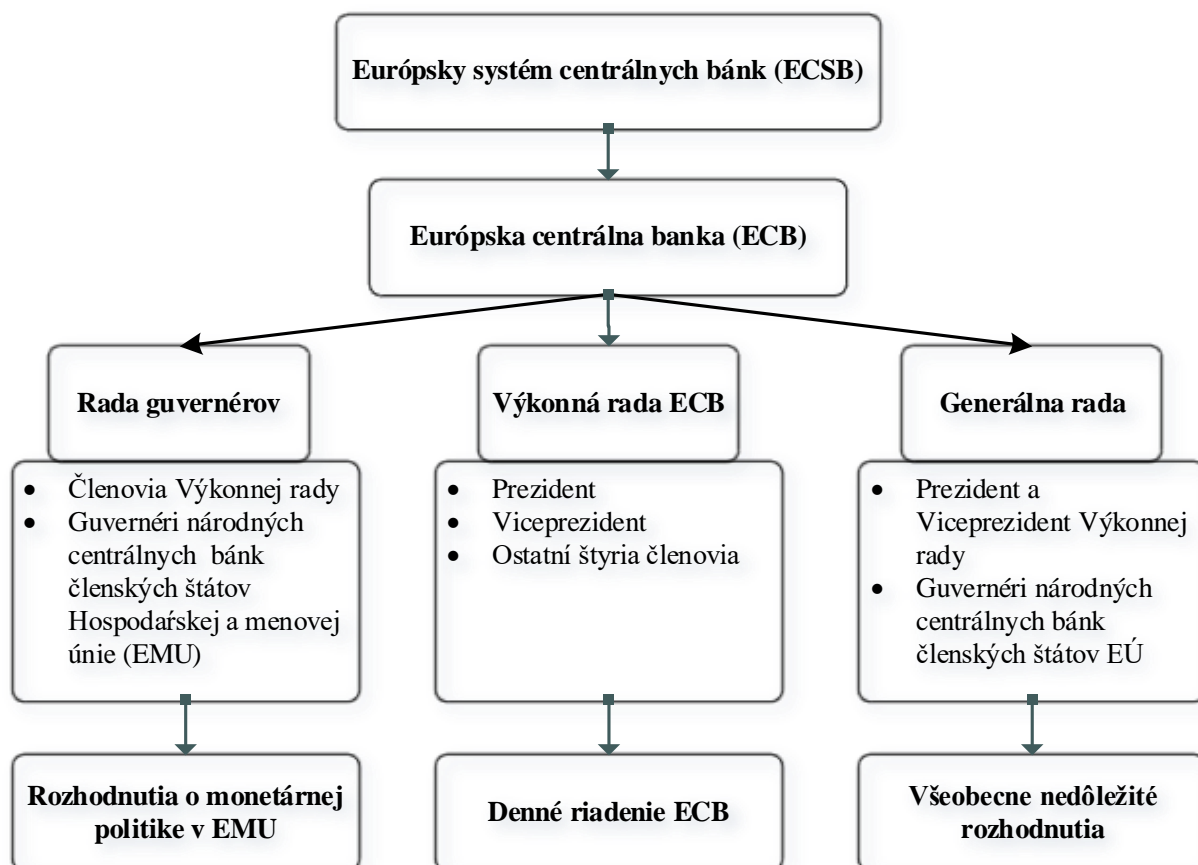 Európsky systém centrálnych bánk (ECSB)
Európska centrálna banka (ECB)
Rada guvernérov
Výkonná rada ECB
Generálna rada
• Členovia Výkonnej rady
• Guvernéri národných
centrálnych bánk
členských štátov
Hospodaŕskej a menovej
únie (EMU)
• Prezident
• Viceprezident
• Ostatní štyria členovia
• Prezident a
Viceprezident Výkonnej
rady
• Guvernéri národných
centrálnych bánk
členských štátov EÚ
Rozhodnutia o monetárnej
politike v EMU
Denné riadenie ECB
Všeobecne nedôležité
rozhodnutia